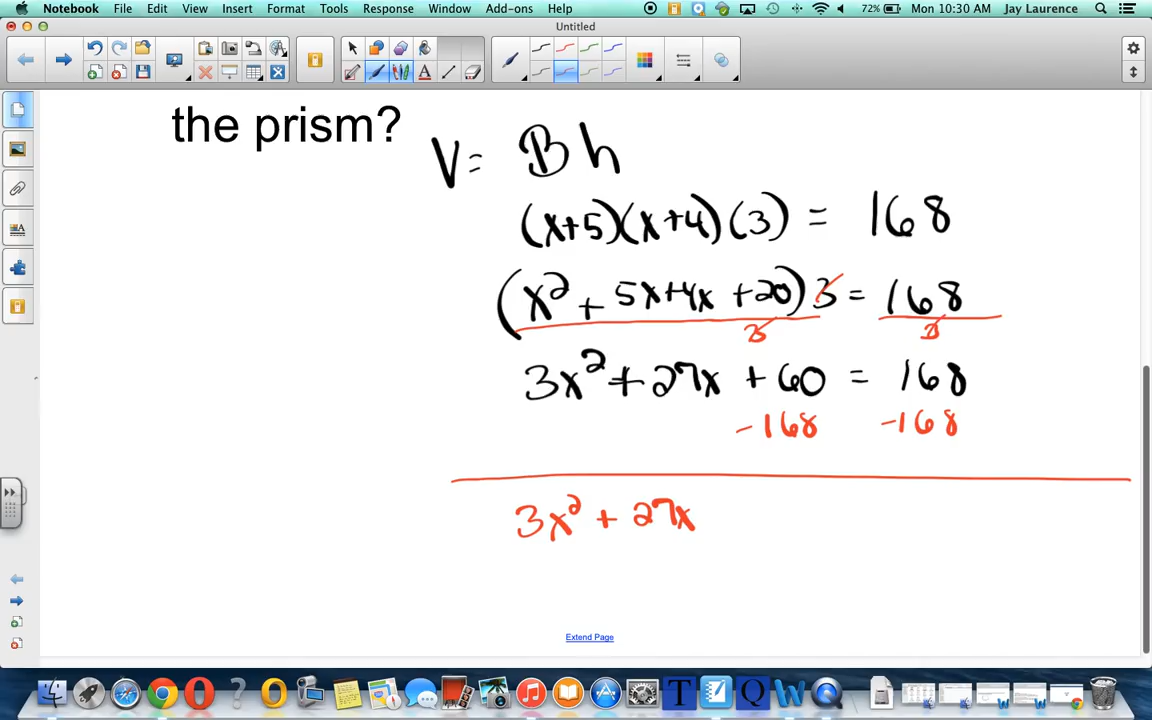 Notebook File Edit View Insert Format Tools Response Window Add-ons Help 72% Mon 10:30 AM Jay Laurence
Untitled
the prism?
V= Bh
(x+5)(x+4)(3) = 168
(x² + 5x+4x +20)3 = 168
3 3
3x² + 27x + 60 = 168
-168 -168
3x² + 27x
Extend Page